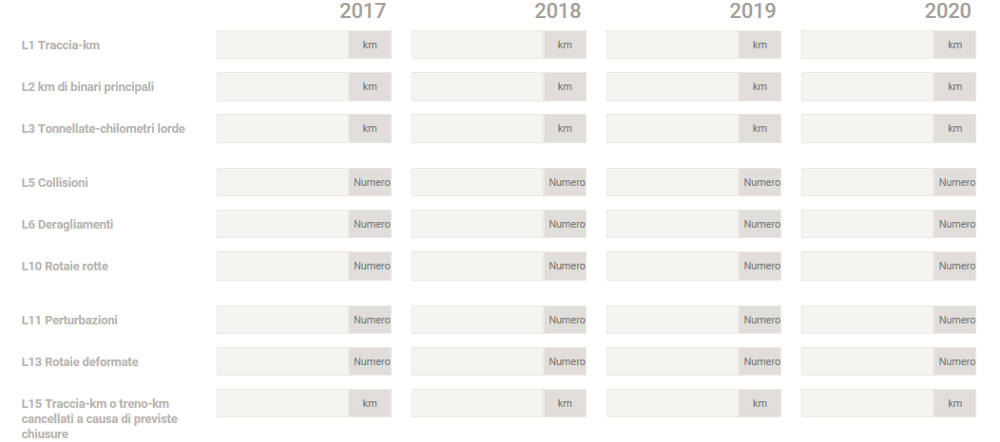 2017 2018 2019 2020
L1 Traccia-km km km km km
L2 km di binari principali km km km km
L3 Tonnellate-chilometri lorde km km km km
L5 Collisioni Numero Numero Numero Numero
L6 Deragliamenti Numero Numero Numero Numero
L10 Rotaie rotte Numero Numero Numero Numero
L11 Perturbazioni Numero Numero Numero Numero
L13 Rotaie deformate Numero Numero Numero Numero
L15 Traccia-km o treno-km km km km km
cancellati a causa di previste
chiusure